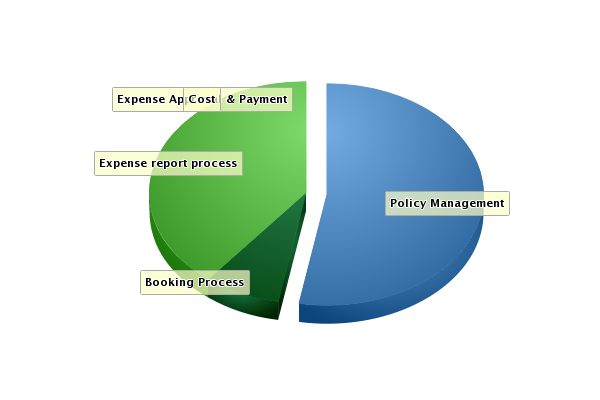 Expense Ap
Cost
& Payment
Expense report process
Policy Management
Booking Process